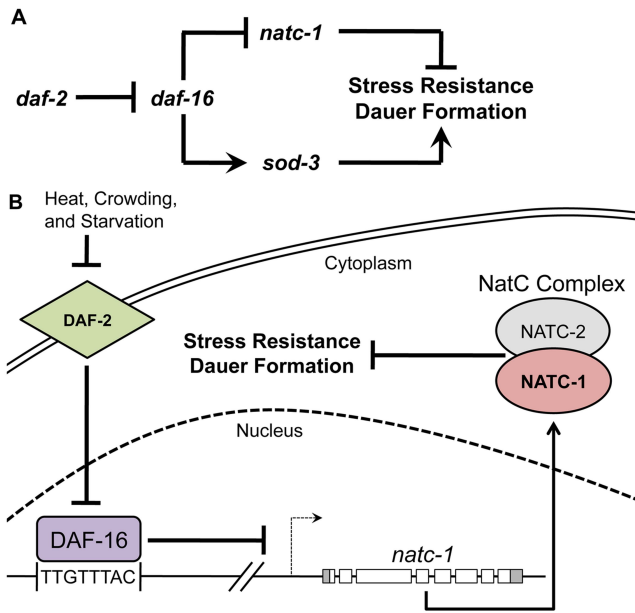 A
natc-1
daf-2
daf-16
Stress Resistance
Dauer Formation
sod-3
B
Heat, Crowding,
and Starvation
Cytoplasm
DAF-2
NatC Complex
NATC-2
Stress Resistance
Dauer Formation
NATC-1
Nucleus
DAF-16
natc-1
TTGTTTAC